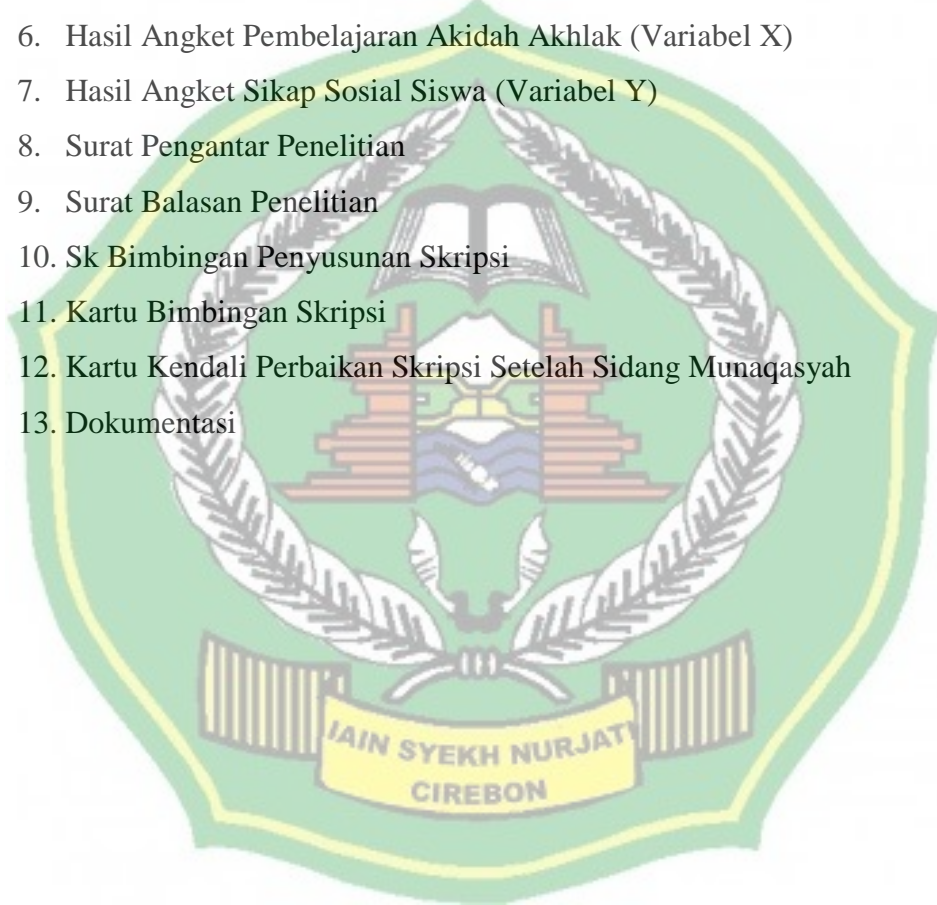 6. Hasil Angket Pembelajaran Akidah Akhlak (Variabel X)
7. Hasil Angket Sikap Sosial Siswa (Variabel Y)
8. Surat Pengantar Penelitian
9. Surat Balasan Penelitian
10. Sk Bimbingan Penyusunan Skripsi
11. Kartu Bimbingan Skripsi
12. Kartu Kendali Perbaikan Skripsi Setelah Sidang Munaqasyah
13. Dokumentasi
IAIN SYEKH NURJATI
CIREBON